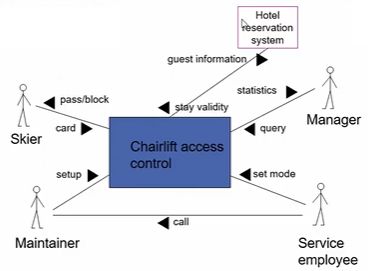 Hotel
reservation
system
guest information
statistics
pass/block
stay validity
Manager
card
query
Skier
Chairlift access
control
setup
set mode
call
Maintainer
Service
employee